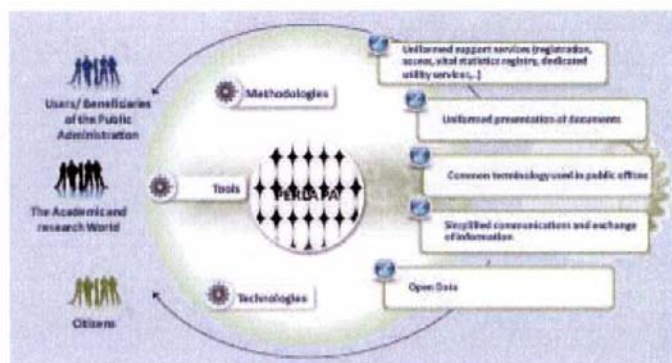 Users/ Beneficiaries
of the Public
Administration
The Academic and
research World
Citizens
Methodologies
Tools
Technologies
PERLA PA
Uniformed support services (registration,
access, vital statistics registry, dedicated
utility services,..)
Uniformed presentation of documents
Common terminology used in public offices
Simplified communications and exchange
of information
Open Data